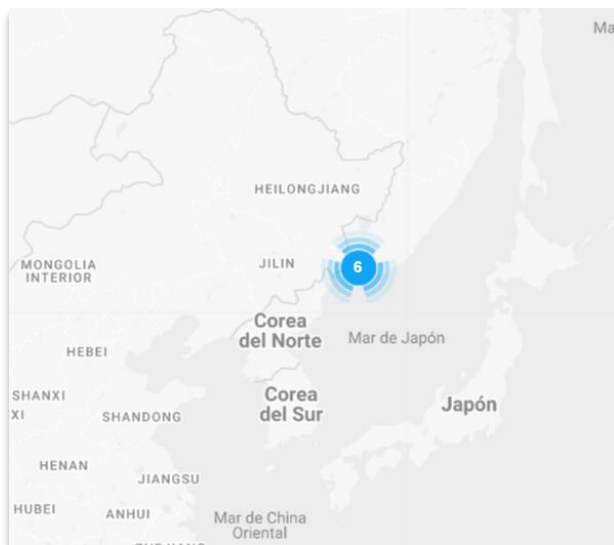 Ma
HEILONGJIANG
6
MONGOLIA
INTERIOR
JILIN
Corea
del Norte
Mar de Japón
HEBEI
SHANXI
XI
SHANDONG
Corea
del Sur
Japón
HENAN
JIANGSU
HUBEI
ANHUI
Mar de China
Oriental